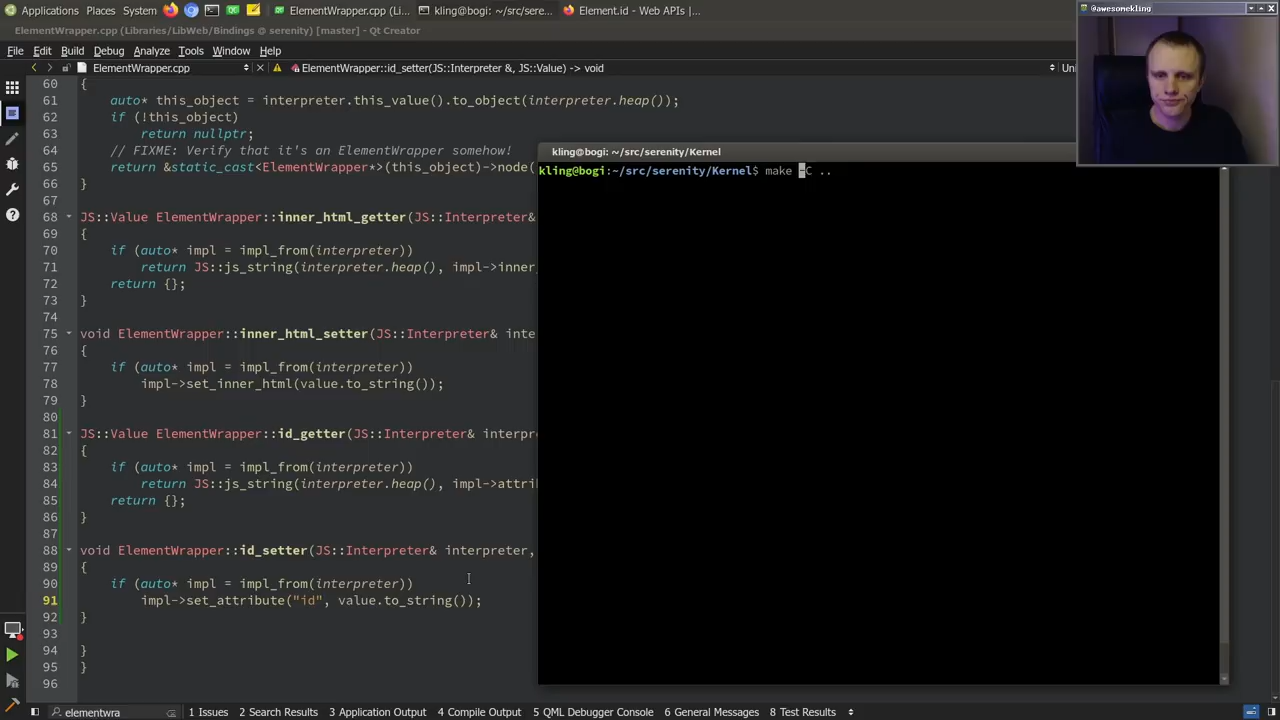 Applications Places System ElementWrapper.cpp (Li... kling@bogi: ~/src/sere... Element.id - Web APIs |...
@awesomekling
ElementWrapper.cpp (Libraries/LibWeb/Bindings @ serenity) [master] - Qt Creator
File Edit Build Debug Analyze Tools Window Help
ElementWrapper.cpp ElementWrapper::id_setter(JS::Interpreter &, JS::Value) -> void
60 {
61 auto* this_object = interpreter.this_value().to_object(interpreter.heap());
62 if (!this_object)
63 return nullptr;
64 // FIXME: Verify that it's an ElementWrapper somehow!
65 return &static_cast<ElementWrapper*>(this_object)->node(
66 }
67
68 JS::Value ElementWrapper::inner_html_getter(JS::Interpreter&
69 {
70 if (auto* impl = impl_from(interpreter))
71 return JS::js_string(interpreter.heap(), impl->inner_
72 return {};
73 }
74
75 void ElementWrapper::inner_html_setter(JS::Interpreter& inte
76 {
77 if (auto* impl = impl_from(interpreter))
78 impl->set_inner_html(value.to_string());
79 }
80
81 JS::Value ElementWrapper::id_getter(JS::Interpreter& interpr
82 {
83 if (auto* impl = impl_from(interpreter))
84 return JS::js_string(interpreter.heap(), impl->attri
85 return {};
86 }
87
88 void ElementWrapper::id_setter(JS::Interpreter& interpreter,
89 {
90 if (auto* impl = impl_from(interpreter))
91 impl->set_attribute("id", value.to_string());
92 }
93
94 }
95 }
96
kling@bogi: ~/src/serenity/Kernel
kling@bogi:~/src/serenity/Kernel$ make -C ..
elementwra 1 Issues 2 Search Results 3 Application Output 4 Compile Output 5 QML Debugger Console 6 General Messages 8 Test Results